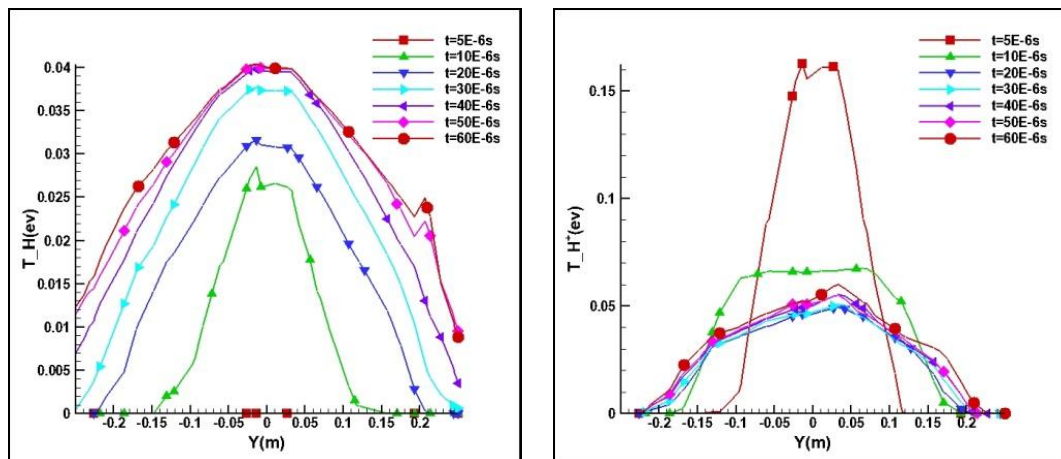 t=5E-6s
t=10E-6s
t=20E-6s
t=30E-6s
t=40E-6s
t=50E-6s
t=60E-6s
0.04
0.035
0.03
0.025
0.02
0.015
0.01
0.005
0
T_H(ev)
-0.2 -0.15 -0.1 -0.05 0 0.05 0.1 0.15 0.2
Y(m)
t=5E-6s
t=10E-6s
t=20E-6s
t=30E-6s
t=40E-6s
t=50E-6s
t=60E-6s
0.15
0.1
0.05
0
T_H⁺(ev)
-0.2 -0.15 -0.1 -0.05 0 0.05 0.1 0.15 0.2
Y(m)